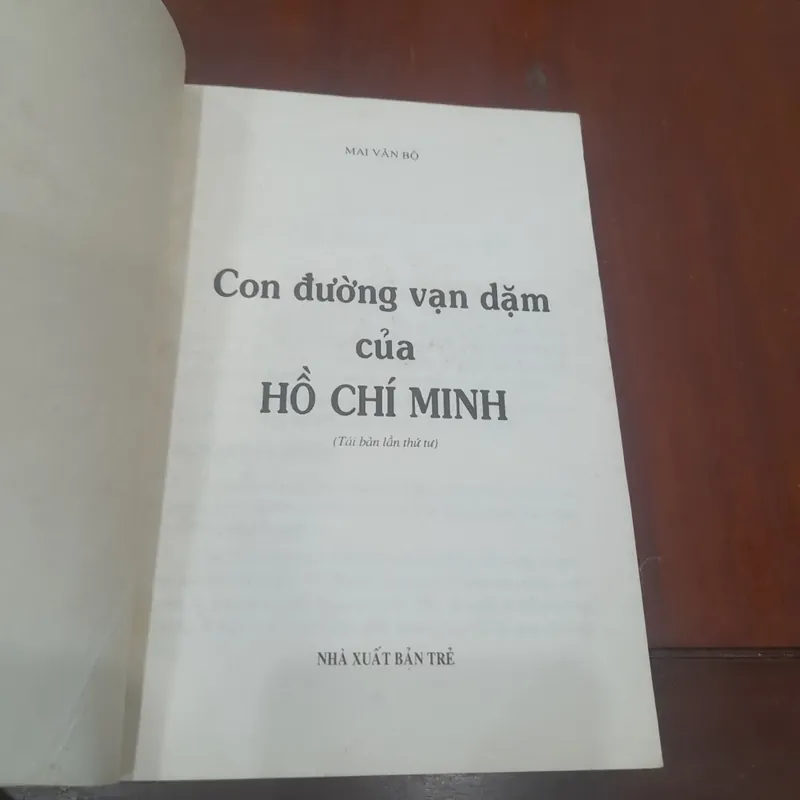 MAI VĂN BỘ
Con đường vạn dặm
của
HỒ CHÍ MINH
(Tái bản lần thứ tư)
NHÀ XUẤT BẢN TRẺ